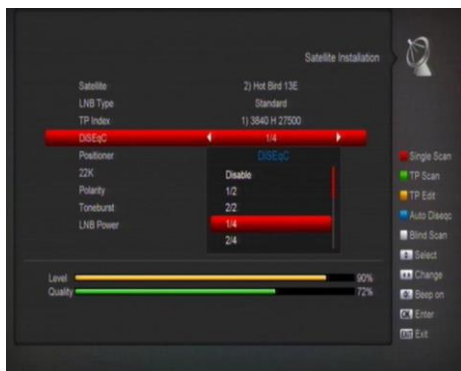 Satellite Installation
Satellite 2) Hot Bird 13E
LNB Type Standard
TP Index 1) 3840 H 27500
DiSEqC 1/4
Positioner DiSEqC
22K Disable
Polarity 1/2
Toneburst 2/2
LNB Power 1/4
2/4
Level 90%
Quality 72%
Single Scan
TP Scan
TP Edit
Auto Diseqc
Blind Scan
Select
Change
Beep on
OK Enter
EXIT Exit